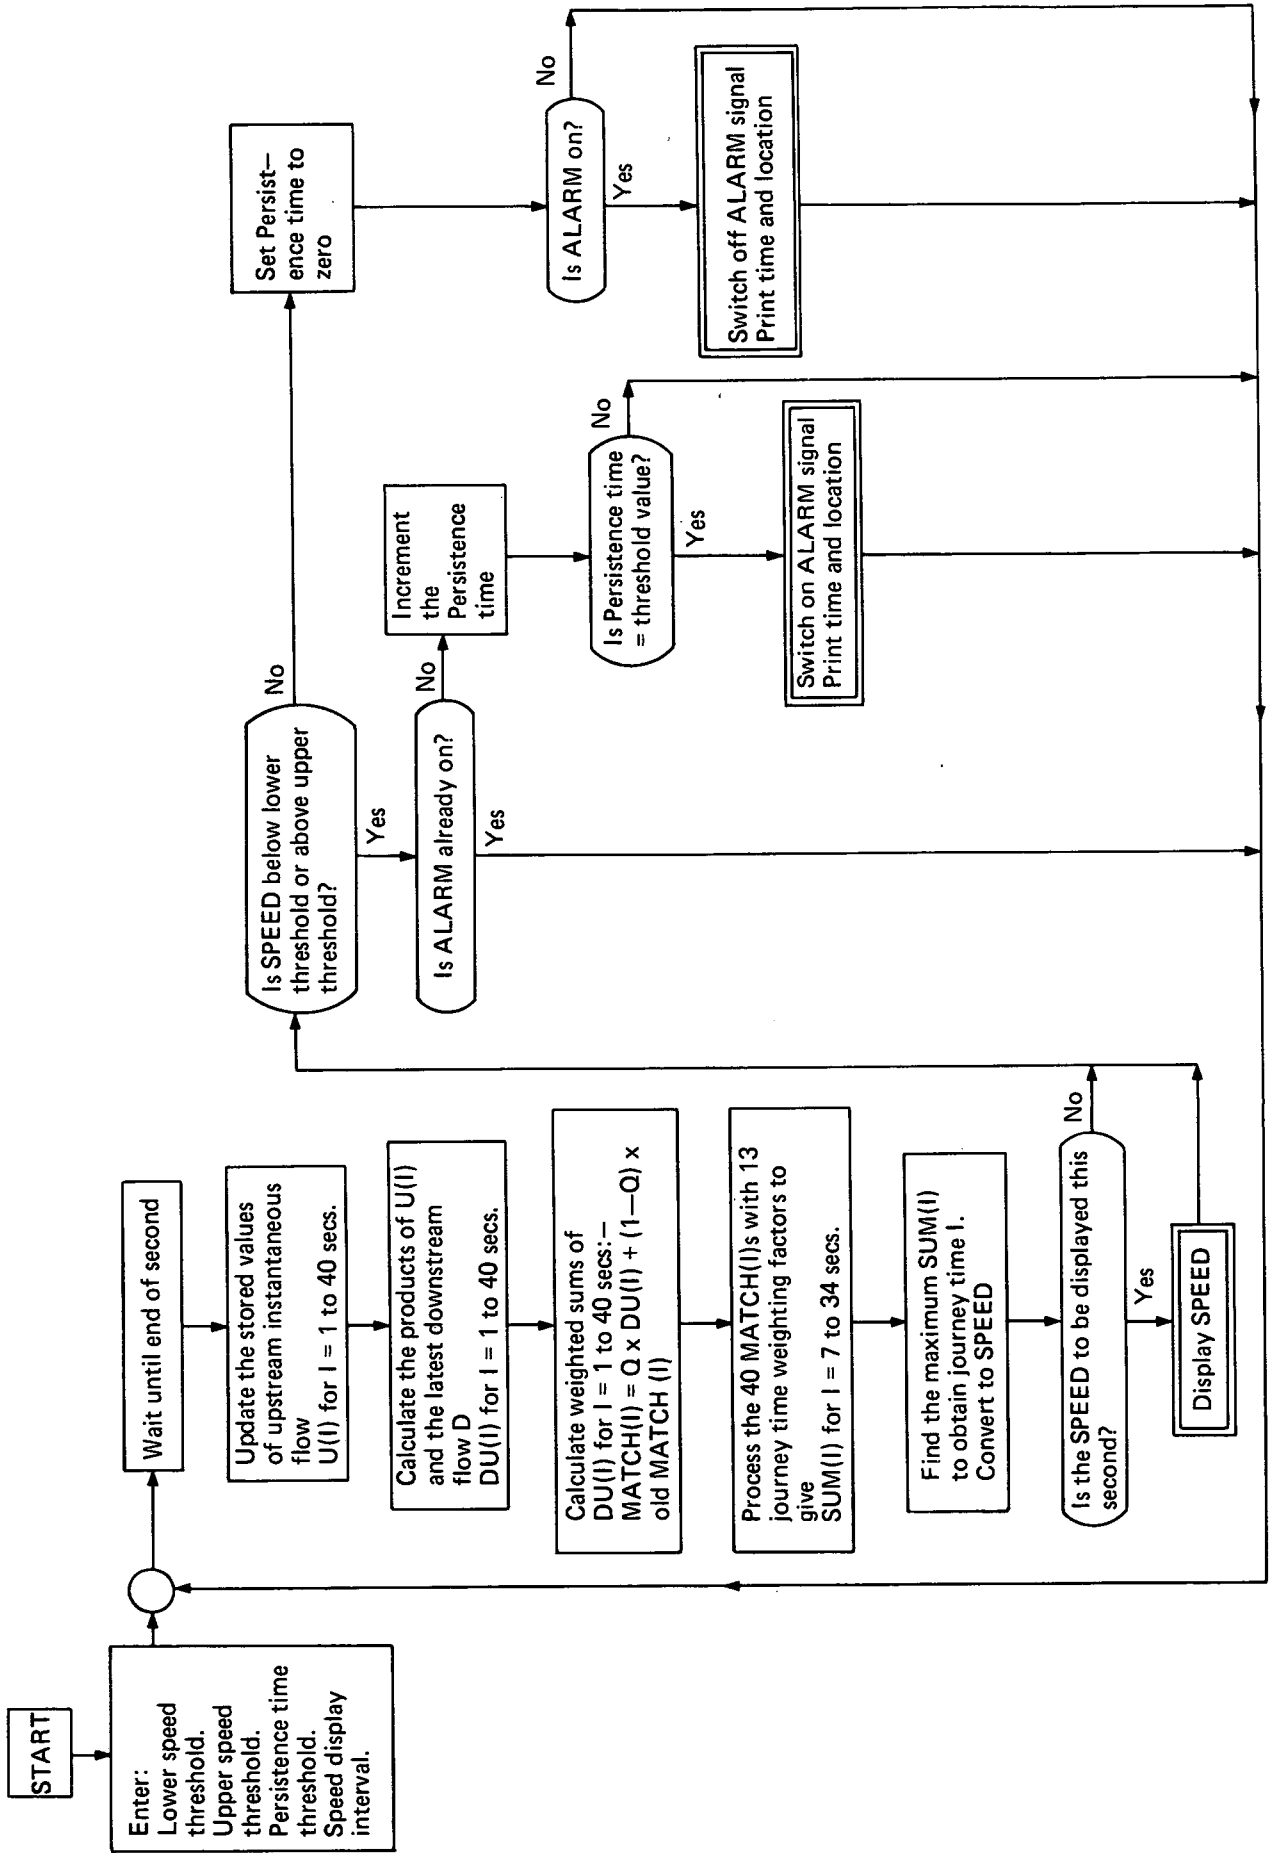 START
Enter:
Lower speed
threshold.
Upper speed
threshold.
Persistence time
threshold.
Speed display
interval.
Wait until end of second
Update the stored values
of upstream instantaneous
flow
U(I) for I = 1 to 40 secs.
Calculate the products of U(I)
and the latest downstream
flow D
DU(I) for I = 1 to 40 secs.
Calculate weighted sums of
DU(I) for I = 1 to 40 secs:–
MATCH(I) = Q x DU(I) + (1–Q) x
old MATCH (I)
Process the 40 MATCH(I)s with 13
journey time weighting factors to
give
SUM(I) for I = 7 to 34 secs.
Find the maximum SUM(I)
to obtain journey time I.
Convert to SPEED
Is the SPEED to be displayed this
second?
No
Yes
Display SPEED
Is SPEED below lower
threshold or above upper
threshold?
No
Yes
Is ALARM already on?
No
Yes
Increment
the
Persistence
time
Is Persistence time
= threshold value?
No
Yes
Switch on ALARM signal
Print time and location
Set Persist–
ence time to
zero
Is ALARM on?
No
Yes
Switch off ALARM signal
Print time and location